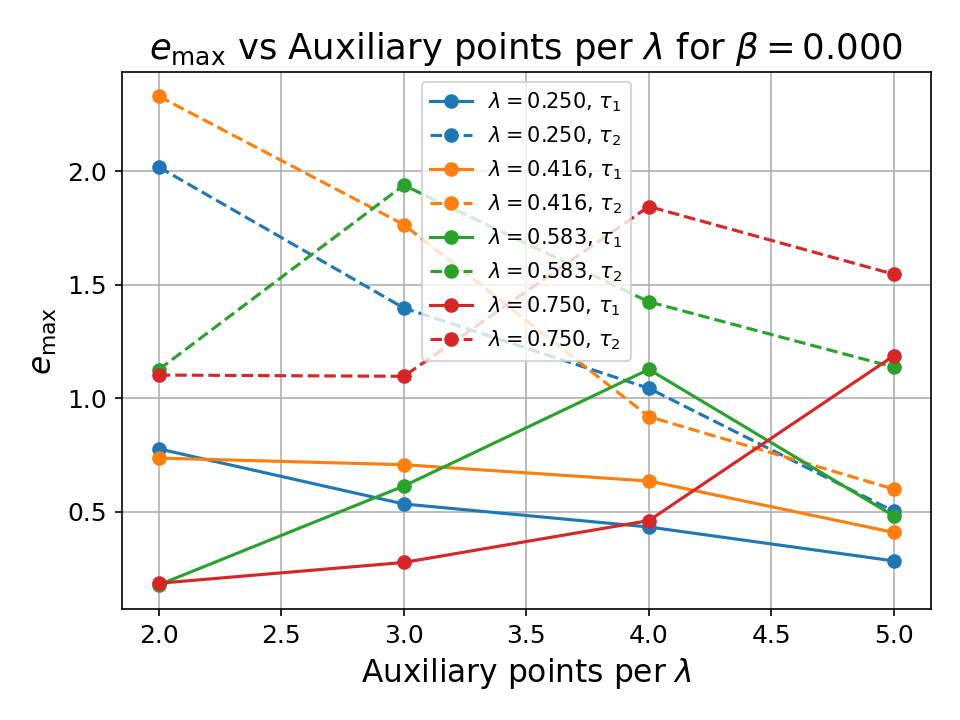 e_max vs Auxiliary points per λ for β = 0.000
λ = 0.250, τ₁
λ = 0.250, τ₂
λ = 0.416, τ₁
λ = 0.416, τ₂
λ = 0.583, τ₁
λ = 0.583, τ₂
λ = 0.750, τ₁
λ = 0.750, τ₂
e_max
2.0
1.5
1.0
0.5
2.0 2.5 3.0 3.5 4.0 4.5 5.0
Auxiliary points per λ